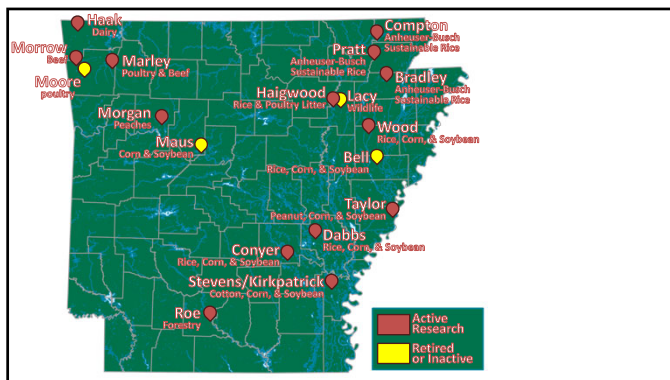 Haak
Dairy
Compton
Anheuser-Busch
Sustainable Rice
Morrow
Beef
Marley
Poultry & Beef
Pratt
Anheuser-Busch
Sustainable Rice
Moore
poultry
Bradley
Anheuser-Busch
Sustainable Rice
Haigwood
Rice & Poultry Litter
Lacy
Wildlife
Morgan
Peaches
Wood
Rice, Corn, & Soybean
Maus
Corn & Soybean
Bell
Rice, Corn, & Soybean
Taylor
Peanut, Corn, & Soybean
Dabbs
Rice, Corn, & Soybean
Conyer
Rice, Corn, & Soybean
Stevens/Kirkpatrick
Cotton, Corn, & Soybean
Roe
Forestry
Active
Research
Retired
or Inactive